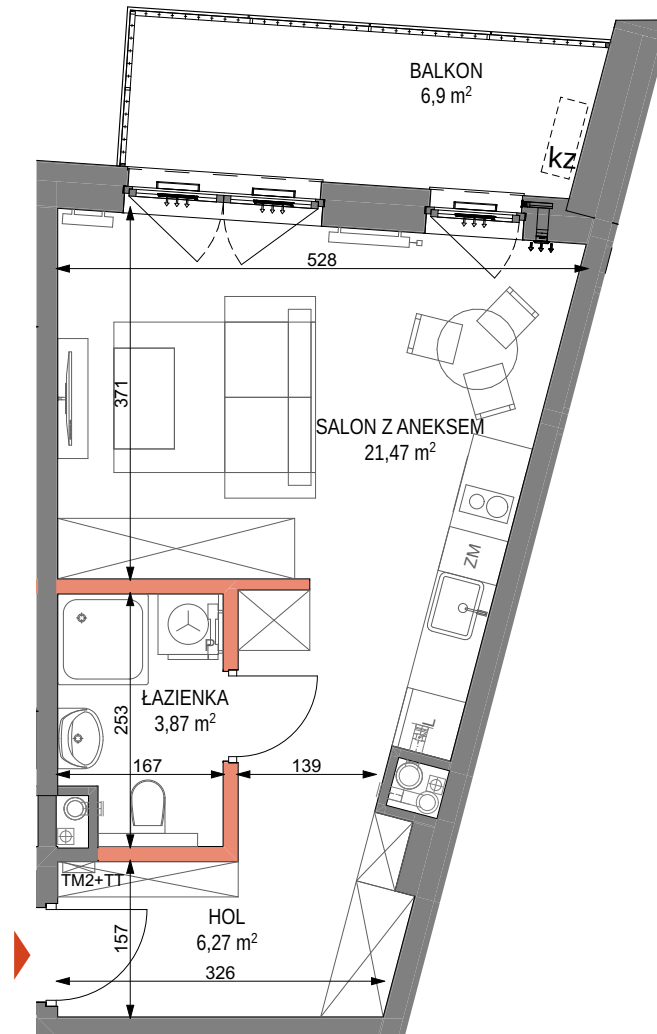 BALKON
6,9 m²
kz
528
371
SALON Z ANEKSEM
21,47 m²
ZM
P
ŁAZIENKA
3,87 m²
253
167
139
L
TM2+TT
HOL
6,27 m²
157
326